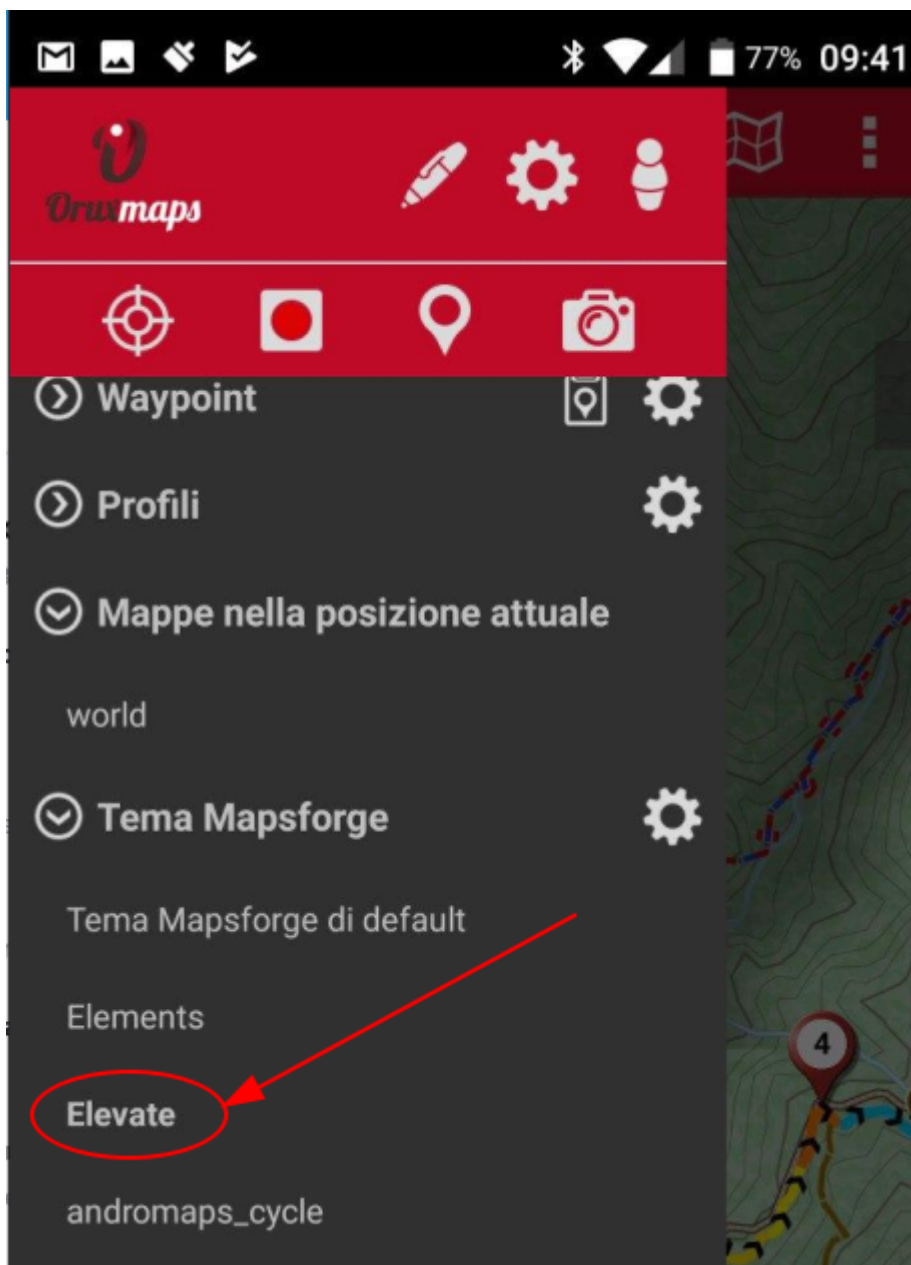 77% 09:41
Oruxmaps
Waypoint
Profili
Mappe nella posizione attuale
world
Tema Mapsforge
Tema Mapsforge di default
Elements
4
Elevate
andromaps_cycle